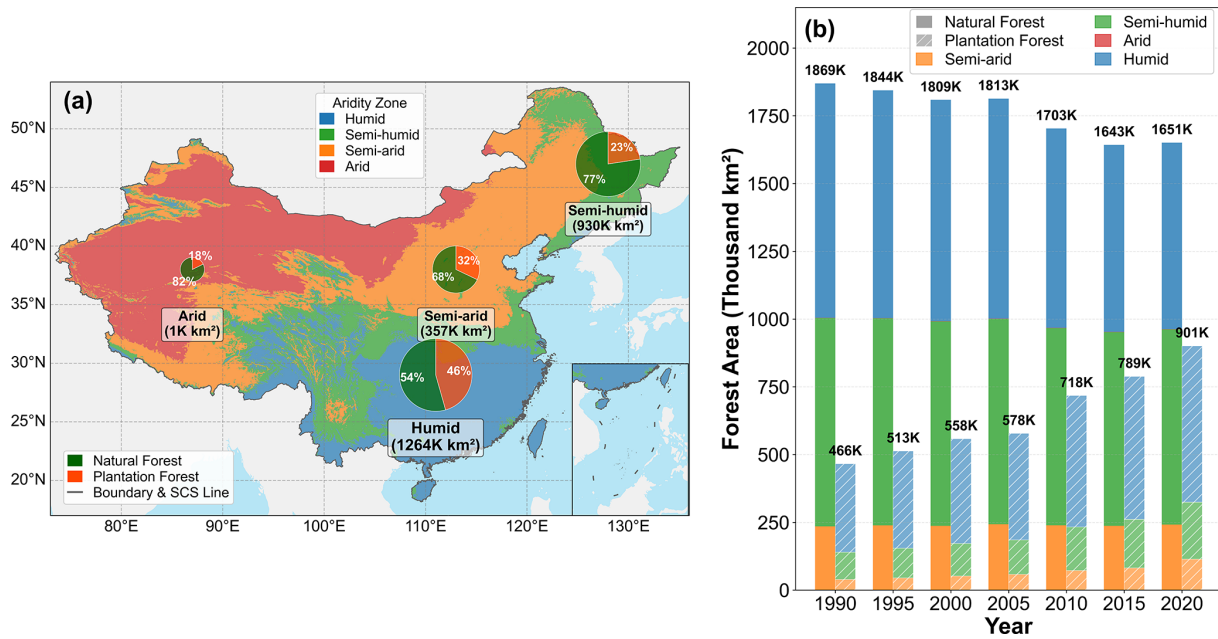 (a)
Aridity Zone
Humid
Semi-humid
Semi-arid
Arid
50°N
45°N
40°N
35°N
30°N
25°N
20°N
23%
77%
Semi-humid
(930K km²)
18%
82%
Arid
(1K km²)
32%
68%
Semi-arid
(357K km²)
54%
46%
Humid
(1264K km²)
Natural Forest
Plantation Forest
Boundary & SCS Line
80°E 90°E 100°E 110°E 120°E 130°E
(b)
Natural Forest
Plantation Forest
Semi-arid
Semi-humid
Arid
Humid
Forest Area (Thousand km²)
2000
1750
1500
1250
1000
750
500
250
0
1869K
1844K
1809K
1813K
1703K
1643K
1651K
466K
513K
558K
578K
718K
789K
901K
1990 1995 2000 2005 2010 2015 2020
Year